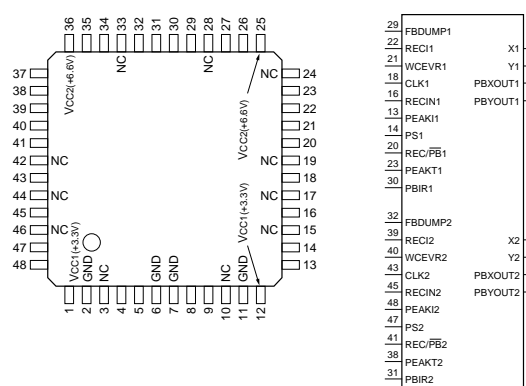 36 35 34 33 32 31 30 29 28 27 26 25
NC NC
VCC2(+6.6V)
VCC2(+6.6V)
37 NC 24
38 23
39 22
40 21
41 20
42 NC NC 19
43 18
44 NC NC 17
45 16
46 NC NC 15
47 14
48 13
VCC1(+3.3V)
GND
NC
GND
GND
NC
GND
VCC1(+3.3V)
1 2 3 4 5 6 7 8 9 10 11 12
29 FBDUMP1
22 RECI1 X1
21 WCEVR1 Y1
18 CLK1 PBXOUT1
16 RECIN1 PBYOUT1
13 PEAKI1
14 PS1
20 REC/PB1
23 PEAKT1
30 PBIR1
32 FBDUMP2
39 RECI2 X2
40 WCEVR2 Y2
43 CLK2 PBXOUT2
45 RECIN2 PBYOUT2
48 PEAKI2
47 PS2
41 REC/PB2
38 PEAKT2
31 PBIR2